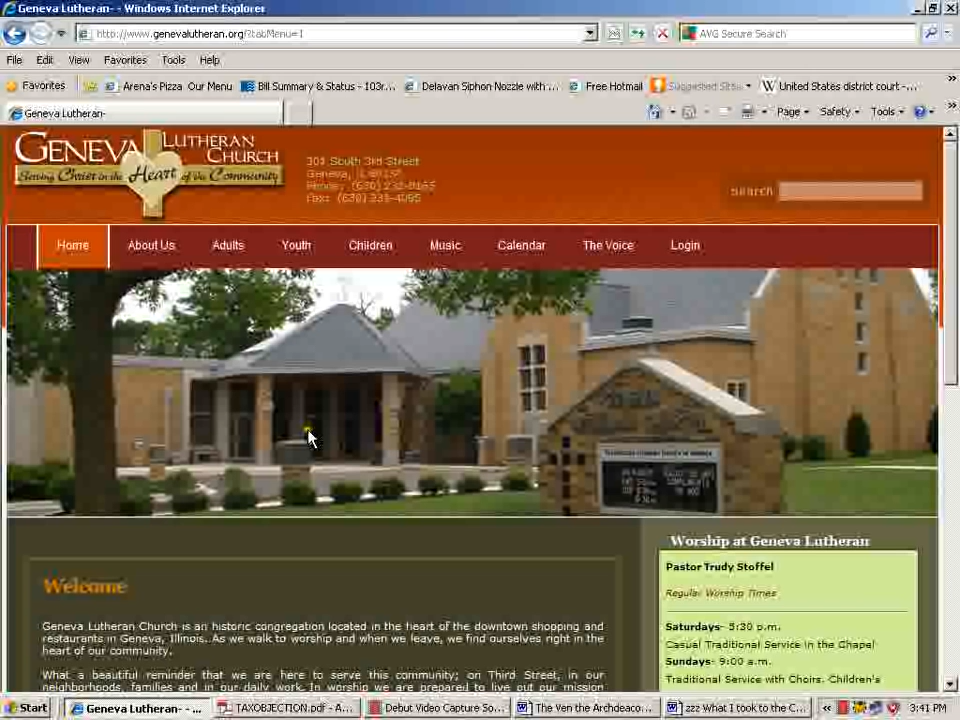 Geneva Lutheran- - Windows Internet Explorer
http://www.genevalutheran.org/?tabMenu=1
AVG Secure Search
File Edit View Favorites Tools Help
Favorites Arena's Pizza Our Menu Bill Summary & Status - 103r... Delavan Siphon Nozzle with ... Free Hotmail Suggested Sites United States district court -...
Geneva Lutheran-
Page Safety Tools
GENEVA LUTHERAN CHURCH
Serving Christ in the Heart of the Community
South 3rd Street
Geneva,
Phone: (630)
Fax: (630)
search
Home About Us Adults Youth Children Music Calendar The Voice Login
Worship at Geneva Lutheran
Pastor Trudy Stoffel
Welcome
Regular Worship Times
Geneva Lutheran Church is an historic congregation located in the heart of the downtown shopping and
restaurants in Geneva, Illinois. As we walk to worship and when we leave, we find ourselves right in the
heart of our community.
Saturdays- 5:30 p.m.
Casual Traditional Service in the Chapel
Sundays- 9:00 a.m.
What a beautiful reminder that we are here to serve this community; on Third Street, in our
neighborhoods, families and in our daily work. In worship we are prepared to live out our mission
Traditional Service with Choirs. Children's
Start Geneva Lutheran- - ... TAXOBJECTION.pdf - A... Debut Video Capture So... The Ven the Archdeaco... zzz What I took to the C... 3:41 PM